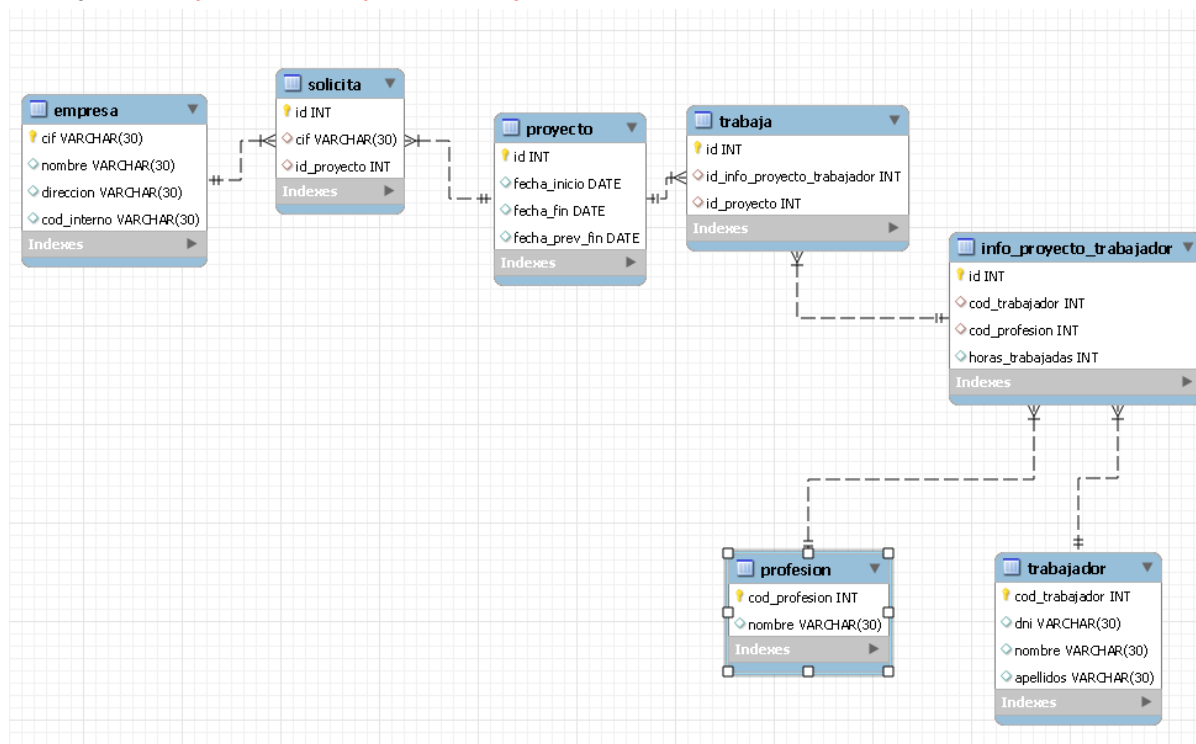 empresa
cif VARCHAR(30)
nombre VARCHAR(30)
direccion VARCHAR(30)
cod_interno VARCHAR(30)
Indexes
solicita
id INT
cif VARCHAR(30)
id_proyecto INT
Indexes
proyecto
id INT
fecha_inicio DATE
fecha_fin DATE
fecha_prev_fin DATE
Indexes
trabaja
id INT
id_info_proyecto_trabajador INT
id_proyecto INT
Indexes
info_proyecto_trabajador
id INT
cod_trabajador INT
cod_profesion INT
horas_trabajadas INT
Indexes
profesion
cod_profesion INT
nombre VARCHAR(30)
Indexes
trabajador
cod_trabajador INT
dni VARCHAR(30)
nombre VARCHAR(30)
apellidos VARCHAR(30)
Indexes